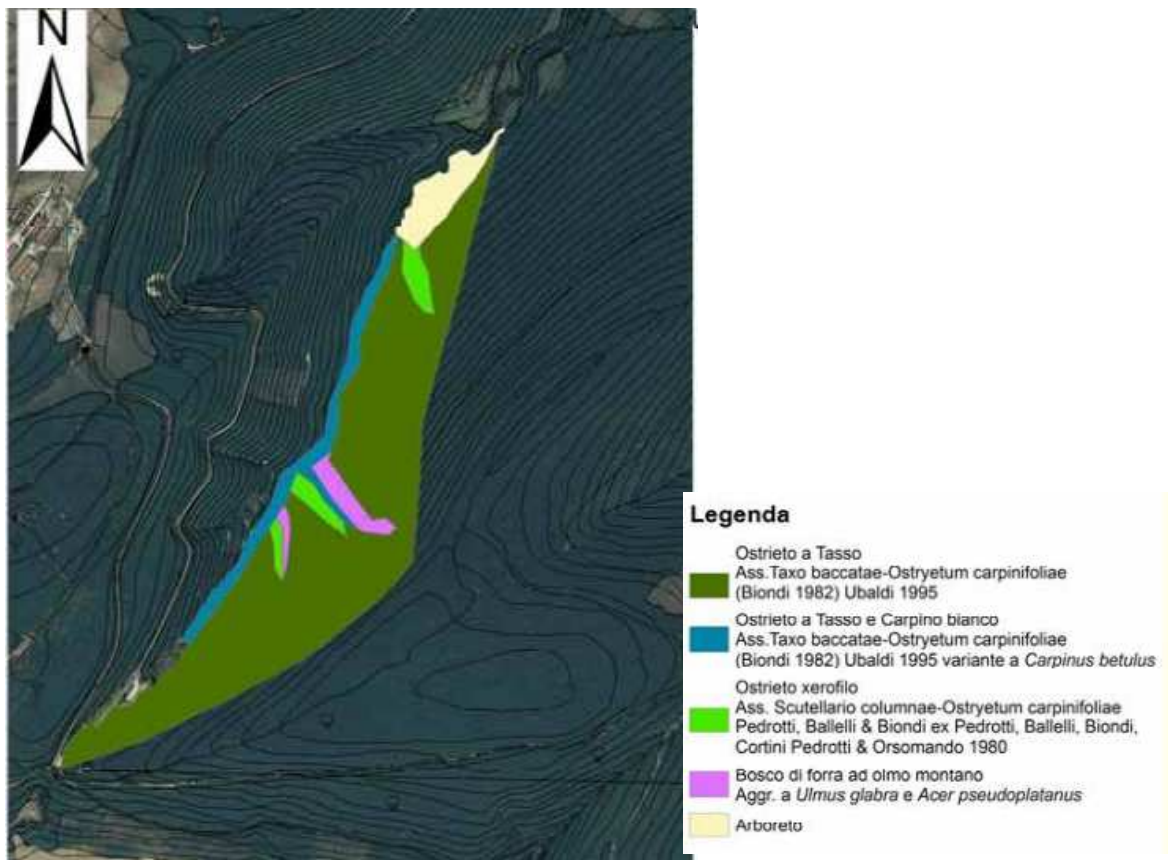 N
Legenda
Ostrieto a Tasso
Ass.Taxo baccatae-Ostryetum carpinifoliae
(Biondi 1982) Ubaldi 1995
Ostrieto a Tasso e Carpino bianco
Ass.Taxo baccatae-Ostryetum carpinifoliae
(Biondi 1982) Ubaldi 1995 variante a Carpinus betulus
Ostrieto xerofilo
Ass. Scutellario columnae-Ostryetum carpinifoliae
Pedrotti, Ballelli & Biondi ex Pedrotti, Ballelli, Biondi,
Cortini Pedrotti & Orsomando 1980
Bosco di forra ad olmo montano
Aggr. a Ulmus glabra e Acer pseudoplatanus
Arboreto